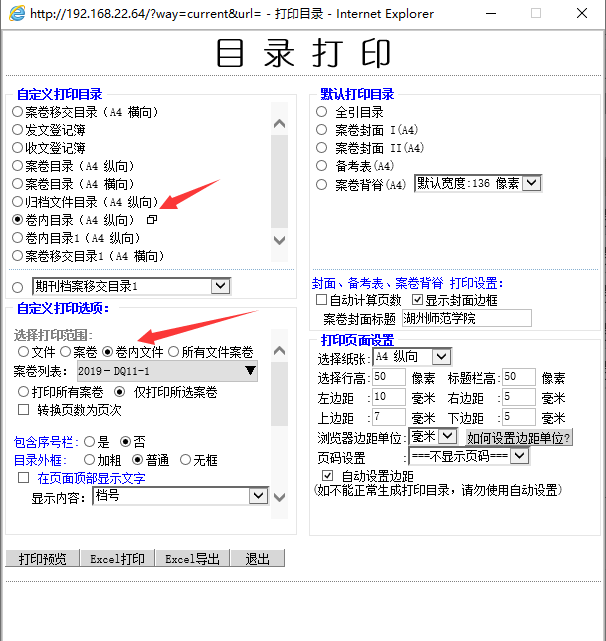 http://192.168.22.64/?way=current&url= - 打印目录 - Internet Explorer
目录打印
自定义打印目录
案卷移交目录（A4 横向）
发文登记簿
收文登记簿
案卷目录（A4 纵向）
案卷目录（A4 横向）
归档文件目录（A4 纵向）
卷内目录（A4 纵向）
卷内目录1（A4 纵向）
案卷移交目录1（A4 横向）
期刊档案移交目录1
自定义打印选项：
选择打印范围：
文件 案卷 卷内文件 所有文件案卷
案卷列表： 2019－DQ11-1
打印所有案卷 仅打印所选案卷
转换页数为页次
包含序号栏：是 否
目录外框： 加粗 普通 无框
在页面顶部显示文字
显示内容：档号
打印预览 Excel打印 Excel导出 退出
默认打印目录
全引目录
案卷封面 I(A4)
案卷封面 II(A4)
备考表(A4)
案卷背脊(A4) 默认宽度:136 像素
封面、备考表、案卷背脊 打印设置：
自动计算页数 显示封面边框
案卷封面标题 湖州师范学院
打印页面设置
选择纸张：A4 纵向
选择行高：50 像素 标题栏高：50 像素
左边距 ：10 毫米 右边距 ：5 毫米
上边距 ：7 毫米 下边距 ：5 毫米
浏览器边距单位：毫米 如何设置边距单位?
页码设置 ：===不显示页码===
自动设置边距
(如不能正常生成打印目录，请勿使用自动设置)